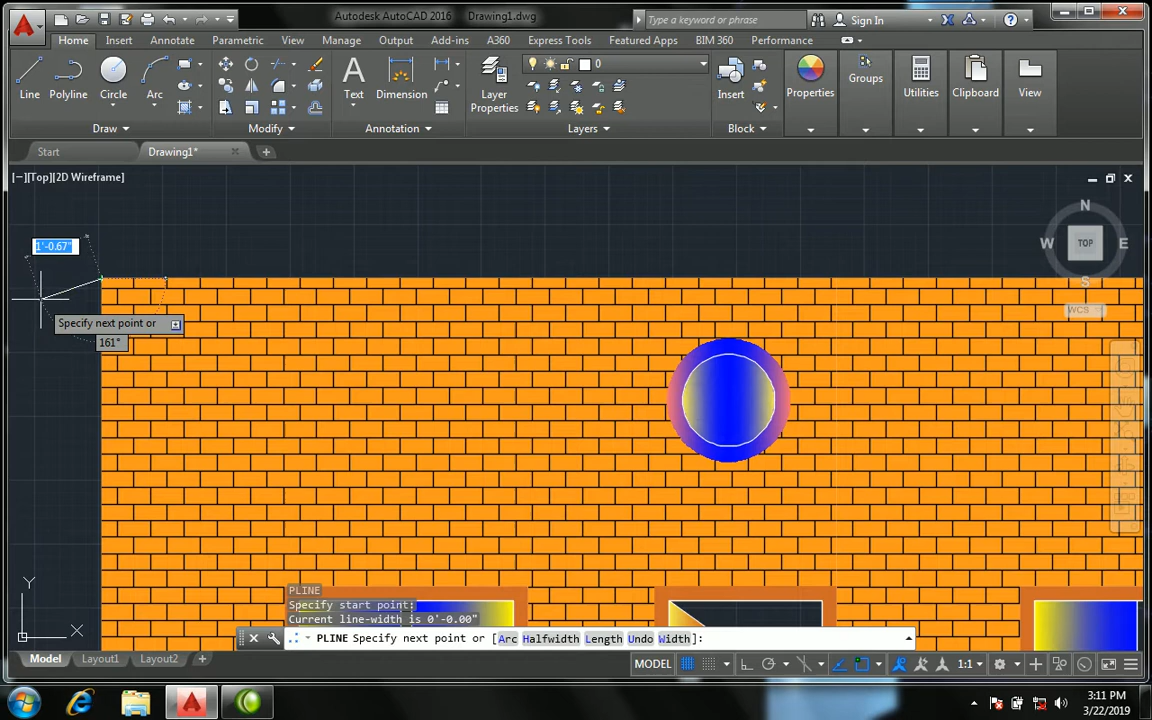 Autodesk AutoCAD 2016 Drawing1.dwg
Type a keyword or phrase
Sign In
Home Insert Annotate Parametric View Manage Output Add-ins A360 Express Tools Featured Apps BIM 360 Performance
Line Polyline Circle Arc
Text Dimension
Layer Properties
0
Insert
Properties Groups Utilities Clipboard View
Draw Modify Annotation Layers Block
Start Drawing1*
[−][Top][2D Wireframe]
N
W TOP E
S
WCS
1'-0.67"
Specify next point or
161°
PLINE
Specify start point:
Current line-width is 0'-0.00"
PLINE Specify next point or [Arc Halfwidth Length Undo Width]:
Y
X
Model Layout1 Layout2
MODEL 1:1
3:11 PM
3/22/2019